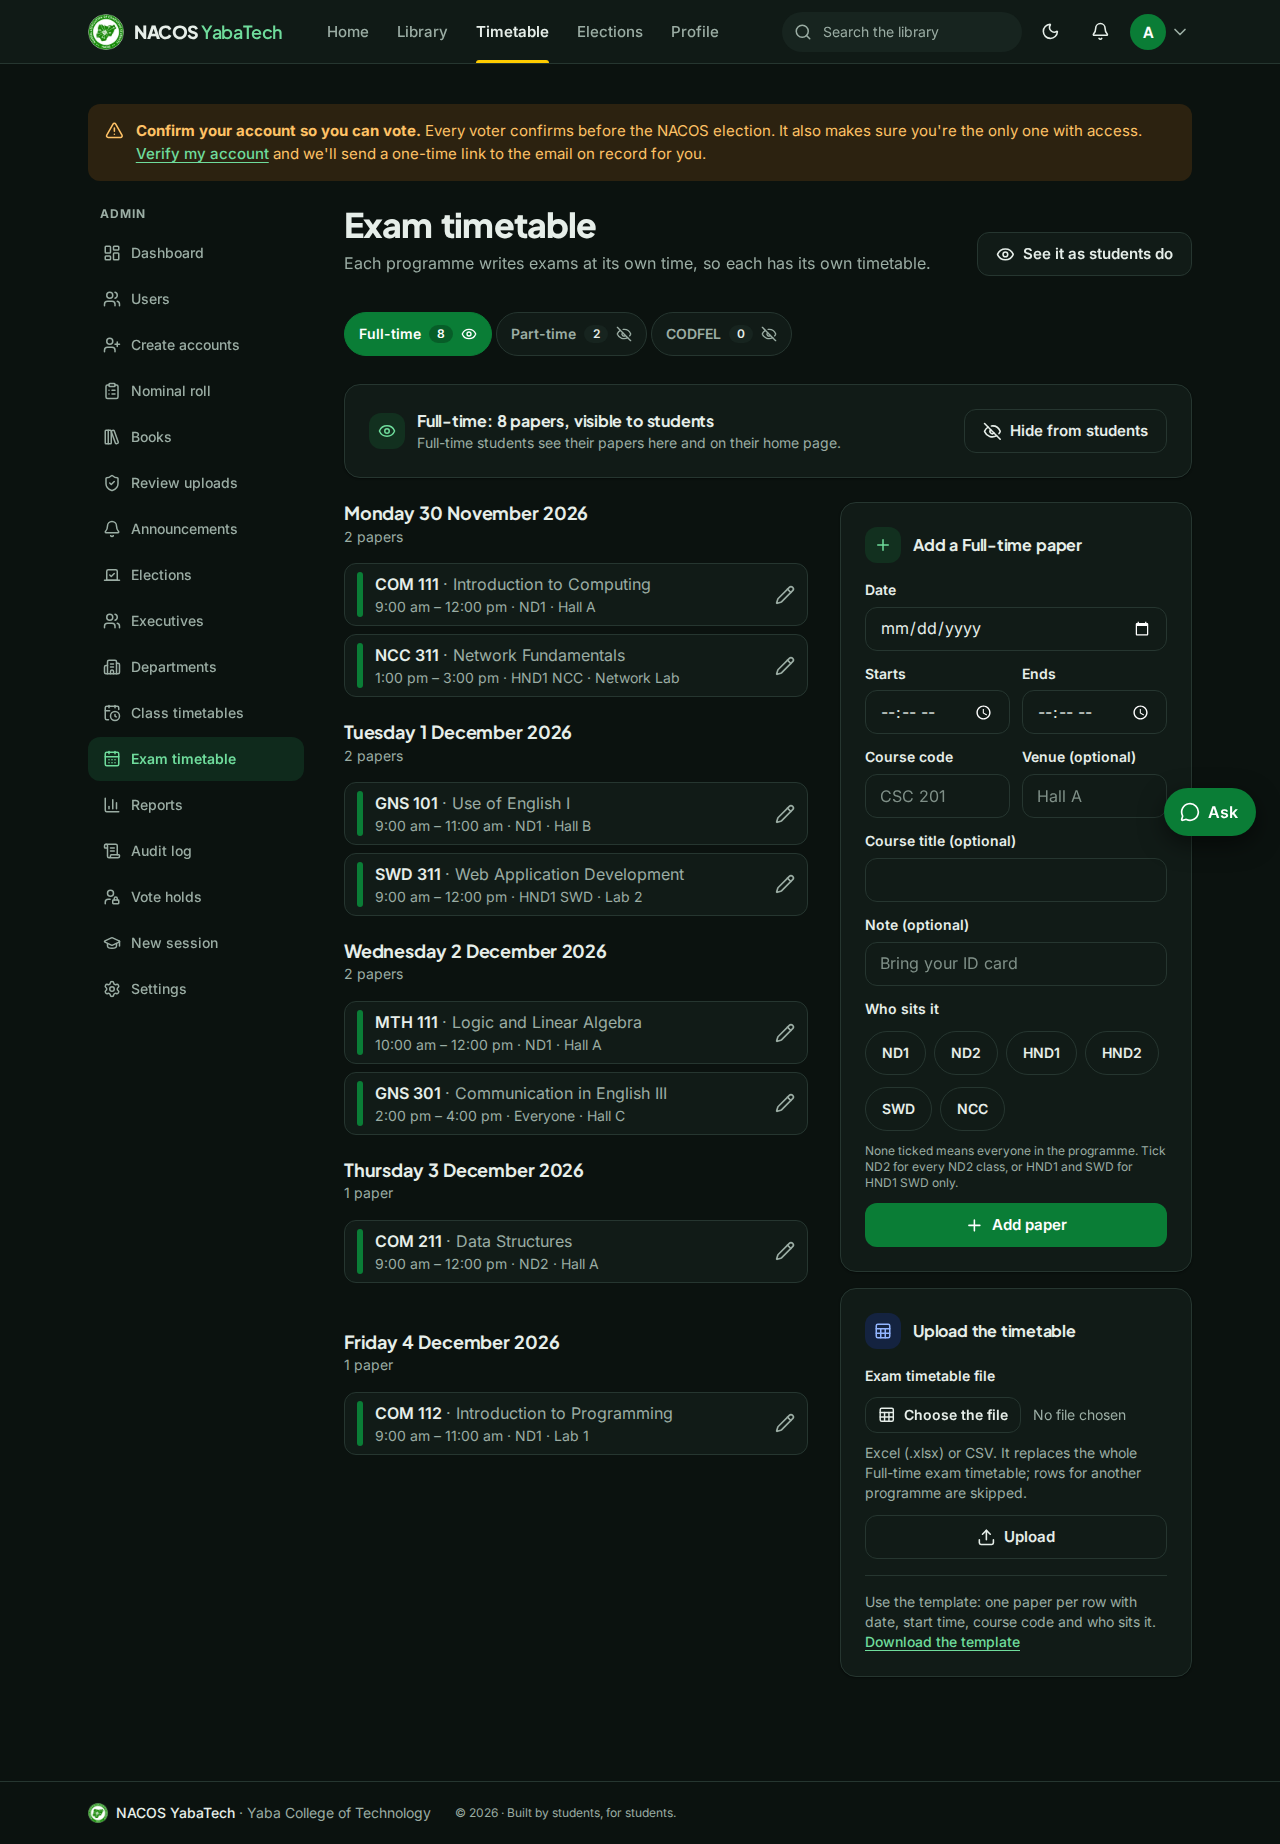 NACOS YabaTech
Home
Library
Timetable
Elections
Profile
Search the library
A
Confirm your account so you can vote. Every voter confirms before the NACOS election. It also makes sure you're the only one with access.
Verify my account and we'll send a one-time link to the email on record for you.
ADMIN
Dashboard
Users
Create accounts
Nominal roll
Books
Review uploads
Announcements
Elections
Executives
Departments
Class timetables
Exam timetable
Reports
Audit log
Vote holds
New session
Settings
Exam timetable
Each programme writes exams at its own time, so each has its own timetable.
See it as students do
Full-time 8
Part-time 2
CODFEL 0
Full-time: 8 papers, visible to students
Full-time students see their papers here and on their home page.
Hide from students
Monday 30 November 2026
2 papers
COM 111 · Introduction to Computing
9:00 am – 12:00 pm · ND1 · Hall A
NCC 311 · Network Fundamentals
1:00 pm – 3:00 pm · HND1 NCC · Network Lab
Tuesday 1 December 2026
2 papers
GNS 101 · Use of English I
9:00 am – 11:00 am · ND1 · Hall B
SWD 311 · Web Application Development
9:00 am – 12:00 pm · HND1 SWD · Lab 2
Wednesday 2 December 2026
2 papers
MTH 111 · Logic and Linear Algebra
10:00 am – 12:00 pm · ND1 · Hall A
GNS 301 · Communication in English III
2:00 pm – 4:00 pm · Everyone · Hall C
Thursday 3 December 2026
1 paper
COM 211 · Data Structures
9:00 am – 12:00 pm · ND2 · Hall A
Friday 4 December 2026
1 paper
COM 112 · Introduction to Programming
9:00 am – 11:00 am · ND1 · Lab 1
Add a Full-time paper
Date
mm/dd/yyyy
Starts
Ends
--:-- --
--:-- --
Course code
Venue (optional)
CSC 201
Hall A
Ask
Course title (optional)
Note (optional)
Bring your ID card
Who sits it
ND1
ND2
HND1
HND2
SWD
NCC
None ticked means everyone in the programme. Tick
ND2 for every ND2 class, or HND1 and SWD for
HND1 SWD only.
Add paper
Upload the timetable
Exam timetable file
Choose the file
No file chosen
Excel (.xlsx) or CSV. It replaces the whole
Full-time exam timetable; rows for another
programme are skipped.
Upload
Use the template: one paper per row with
date, start time, course code and who sits it.
Download the template
NACOS YabaTech · Yaba College of Technology
© 2026 · Built by students, for students.